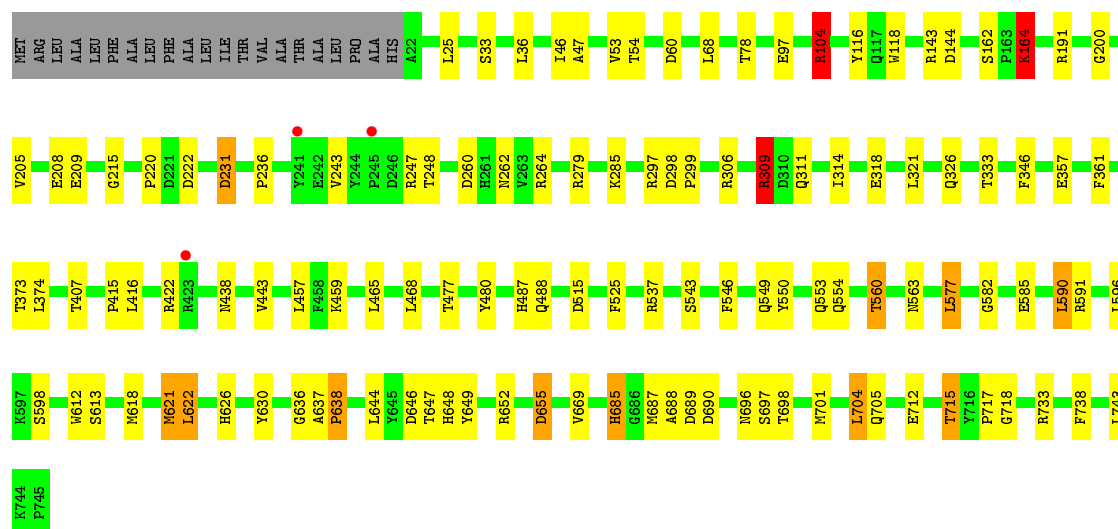 MET ARG LEU ALA ALA LEU PHE ALA ALA LEU PHE ALA ALA LEU ILE THR VAL ALA THR ALA LEU PRO ALA HIS A22 L25 S33 L36 I46 A47 V53 T54 D60 L68 T78 E97 R104 Y116 Q117 W118 R143 D144 S162 P163 K164 R191 G200
V205 E208 E209 G215 P220 D221 D222 D231 P236 Y241 E242 V243 Y244 P245 D246 R247 T248 D260 H261 N262 V263 R264 R279 K285 R297 D298 P299 R306 R309 D310 Q311 I314 E318 L321 Q326 T333 F346 E357 F361
T373 L374 T407 P415 L416 R422 R423 N438 V443 L457 F458 K459 L465 L468 T477 Y480 H487 Q488 D515 F525 R537 S543 F546 Q549 Y550 Q553 Q554 T560 N563 L577 G582 E585 L590 R591 L596
K597 S598 W612 S613 M618 M621 L622 H626 Y630 G636 A637 P638 L644 Y645 D646 T647 H648 Y649 R652 D655 V669 H685 G686 M687 A688 D689 D690 N696 S697 T698 M701 L704 Q705 E712 T715 Y716 P717 G718 R733 F738 L743
K744 P745